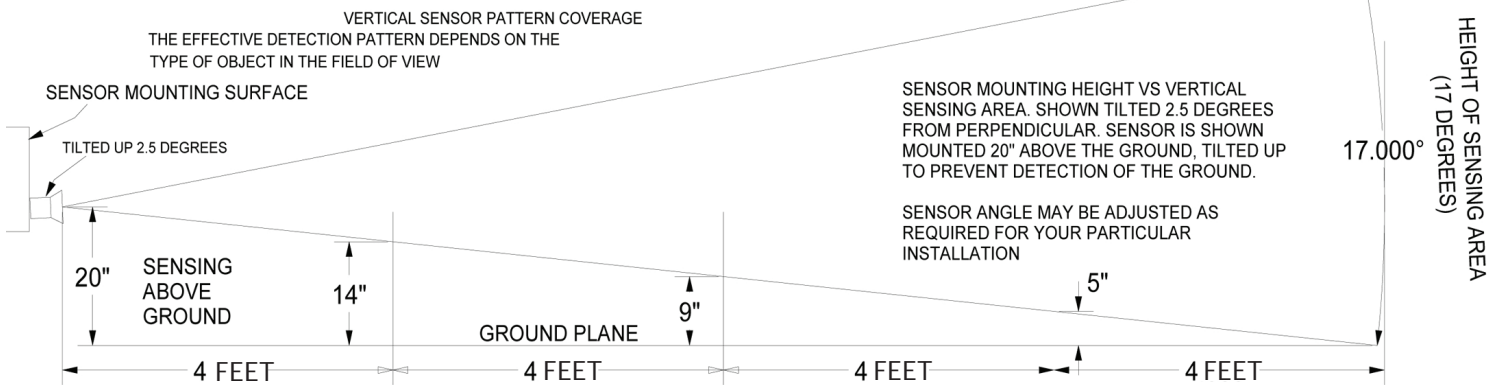 VERTICAL SENSOR PATTERN COVERAGE
THE EFFECTIVE DETECTION PATTERN DEPENDS ON THE
TYPE OF OBJECT IN THE FIELD OF VIEW
SENSOR MOUNTING SURFACE
TILTED UP 2.5 DEGREES
SENSOR MOUNTING HEIGHT VS VERTICAL
SENSING AREA. SHOWN TILTED 2.5 DEGREES
FROM PERPENDICULAR. SENSOR IS SHOWN
MOUNTED 20" ABOVE THE GROUND, TILTED UP
TO PREVENT DETECTION OF THE GROUND.
SENSOR ANGLE MAY BE ADJUSTED AS
REQUIRED FOR YOUR PARTICULAR
INSTALLATION
17.000°
HEIGHT OF SENSING AREA
(17 DEGREES)
20"
SENSING
ABOVE
GROUND
14"
9"
5"
GROUND PLANE
4 FEET
4 FEET
4 FEET
4 FEET